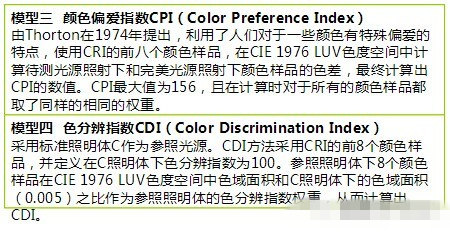 模型三  颜色偏爱指数CPI（Color Preference Index）
由Thorton在1974年提出，利用了人们对于一些颜色有特殊偏爱的
特点，使用CRI的前八个颜色样品，在CIE 1976 LUV色度空间中计
算待测光源照射下和完美光源照射下颜色样品的色差，最终计算出
CPI的数值。CPI最大值为156，且在计算时对于所有的颜色样品都
取了同样的相同的权重。
模型四  色分辨指数CDI（Color Discrimination Index）
采用标准照明体C作为参照光源。CDI方法采用CRI的前8个颜色样
品，并定义在C照明体下色分辨指数为100。参照照明体下8个颜色
样品在CIE 1976 LUV色度空间中色域面积和C照明体下的色域面积
（0.005）之比作为参照照明体的色分辨指数权重，从而计算出
CDI。